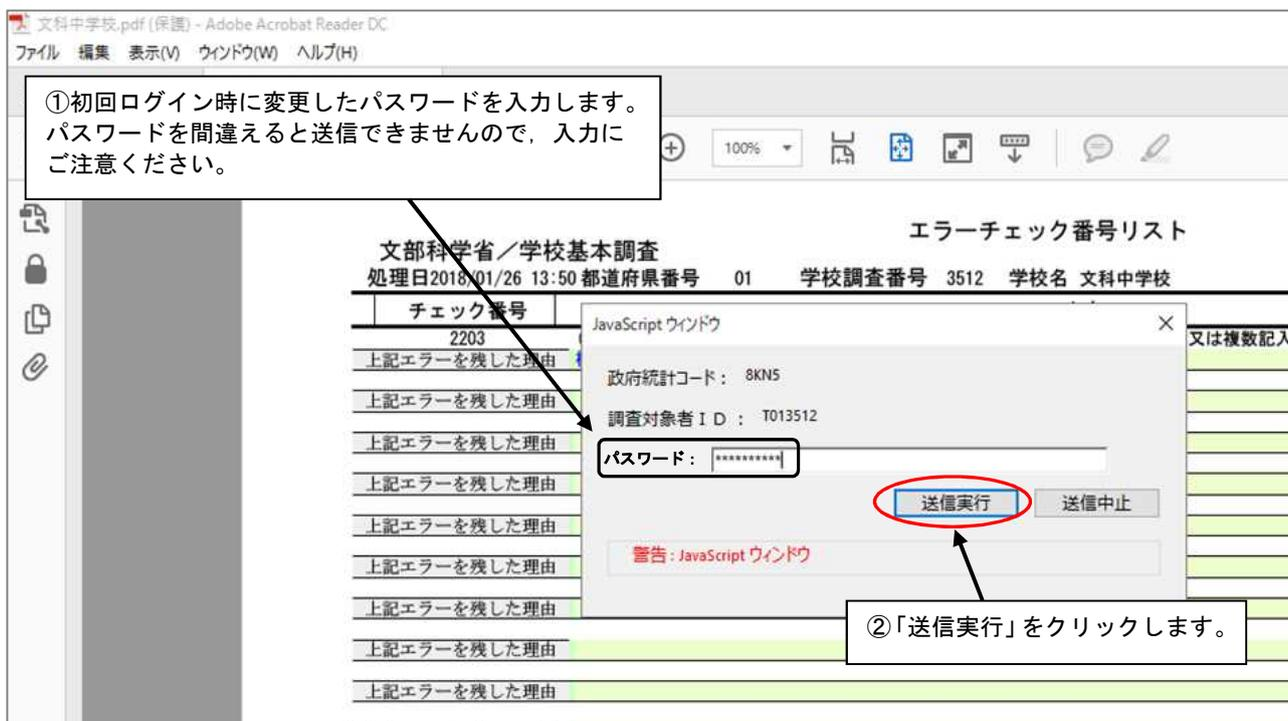 文科中学校.pdf (保護) - Adobe Acrobat Reader DC
ファイル 編集 表示(V) ウィンドウ(W) ヘルプ(H)
①初回ログイン時に変更したパスワードを入力します。
パスワードを間違えると送信できませんので，入力に
ご注意ください。
100%
エラーチェック番号リスト
文部科学省／学校基本調査
処理日2018/01/26 13:50 都道府県番号 01 学校調査番号 3512 学校名 文科中学校
チェック番号
2203
又は複数記入
上記エラーを残した理由
上記エラーを残した理由
上記エラーを残した理由
上記エラーを残した理由
上記エラーを残した理由
上記エラーを残した理由
上記エラーを残した理由
上記エラーを残した理由
上記エラーを残した理由
JavaScript ウィンドウ
政府統計コード： 8KN5
調査対象者ＩＤ ： T013512
パスワード： **********
送信実行 送信中止
警告 : JavaScript ウィンドウ
②「送信実行」をクリックします。